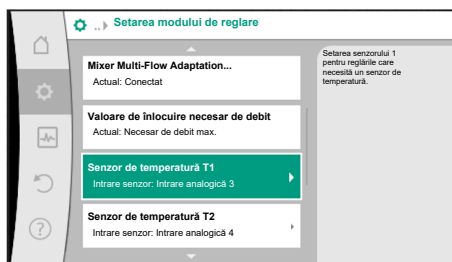 ..▸ Setarea modului de reglare
Mixer Multi-Flow Adaptation...
Actual: Conectat
Valoare de înlocuire necesar de debit
Actual: Necesar de debit max.
Senzor de temperatură T1
Intrare senzor: Intrare analogică 3
Senzor de temperatură T2
Intrare senzor: Intrare analogică 4
Setarea senzorului 1
pentru reglările care
necesită un senzor de
temperatură.